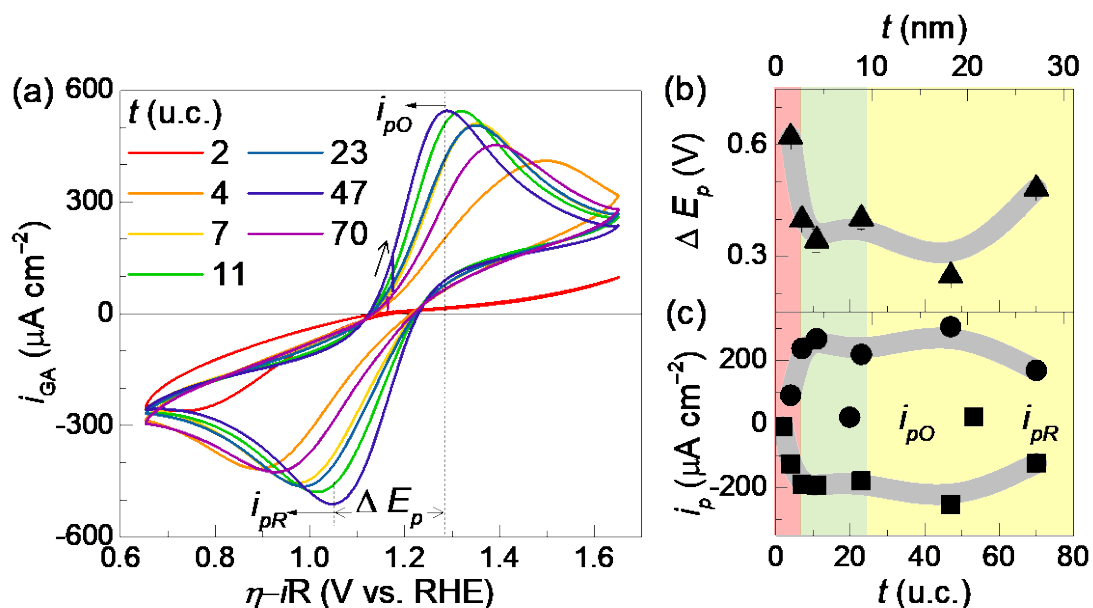 (a)
600
300
0
−300
−600
i_GA (μA cm⁻²)
t (u.c.)
2 23
4 47
7 70
11
i_pO
i_pR
Δ E_p
0.6 0.8 1.0 1.2 1.4 1.6
η−iR (V vs. RHE)
t (nm)
0 10 20 30
(b)
0.6
0.3
Δ E_p (V)
(c)
200
0
-200
i_p (μA cm⁻²)
i_pO i_pR
0 20 40 60 80
t (u.c.)